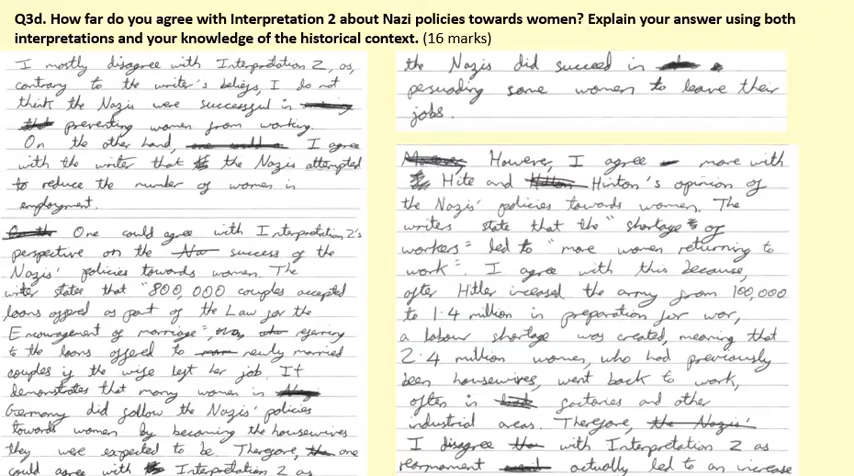 Q3d. How far do you agree with Interpretation 2 about Nazi policies towards women? Explain your answer using both
interpretations and your knowledge of the historical context. (16 marks)
I mostly disagree with Interpretation 2, as,
contrary to the writer's beliefs, I do not
think the Nazis were successful in
preventing women from working.
On the other hand, I agree
with the writer that the Nazis attempted
to reduce the number of women in
employment.
One could agree with Interpretation 2's
perspective on the success of the
Nazis' policies towards women. The
writer states that "800,000 couples accepted
loans offered as part of the Law for the
Encouragement of marriage", refering
to the loans offered to newly married
couples if the wife left her job. It
demonstrates that many women in
Germany did follow the Nazis' policies
towards women by becoming the housewives
they were expected to be. Therefore, one
could agree with Interpretation 2 as
the Nazis did succeed in
persuading some women to leave their
jobs.
However, I agree more with
Hite and Hinton's opinion of
the Nazis' policies towards women. The
writers state that the "shortage of
workers" led to "more women returning to
work". I agree with this because,
after Hitler inceased the army from 100,000
to 1.4 million in preparation for war,
a labour shortage was created, meaning that
2.4 million women, who had previously
been housewives, went back to work,
often in factories and other
industrial areas. Therefore,
I disagree with Interpretation 2 as
rearmament actually led to an increase